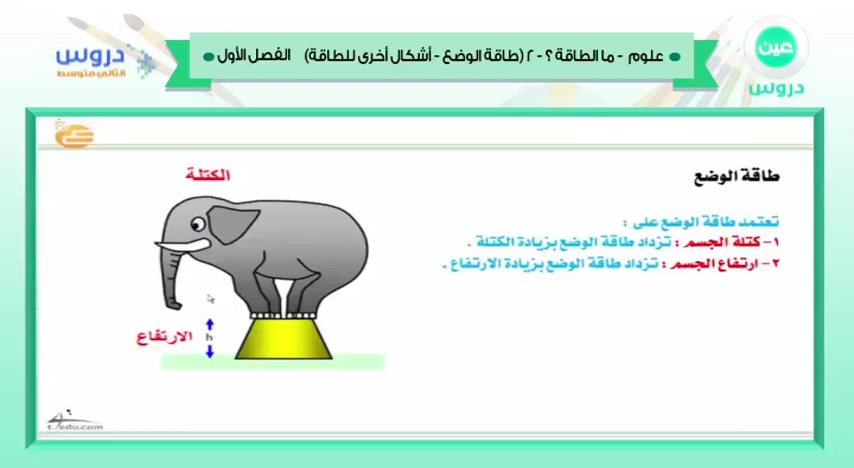 علوم - ما الطاقة ؟ - ٢ (طاقة الوضع - أشكال أخرى للطاقة) الفصل الأول
عين
دروس
دروس
الثاني متوسط
طاقة الوضع
تعتمد طاقة الوضع على :
١- كتلة الجسم : تزداد طاقة الوضع بزيادة الكتلة .
٢- ارتفاع الجسم : تزداد طاقة الوضع بزيادة الارتفاع .
الكتلة
الارتفاع
h
٦